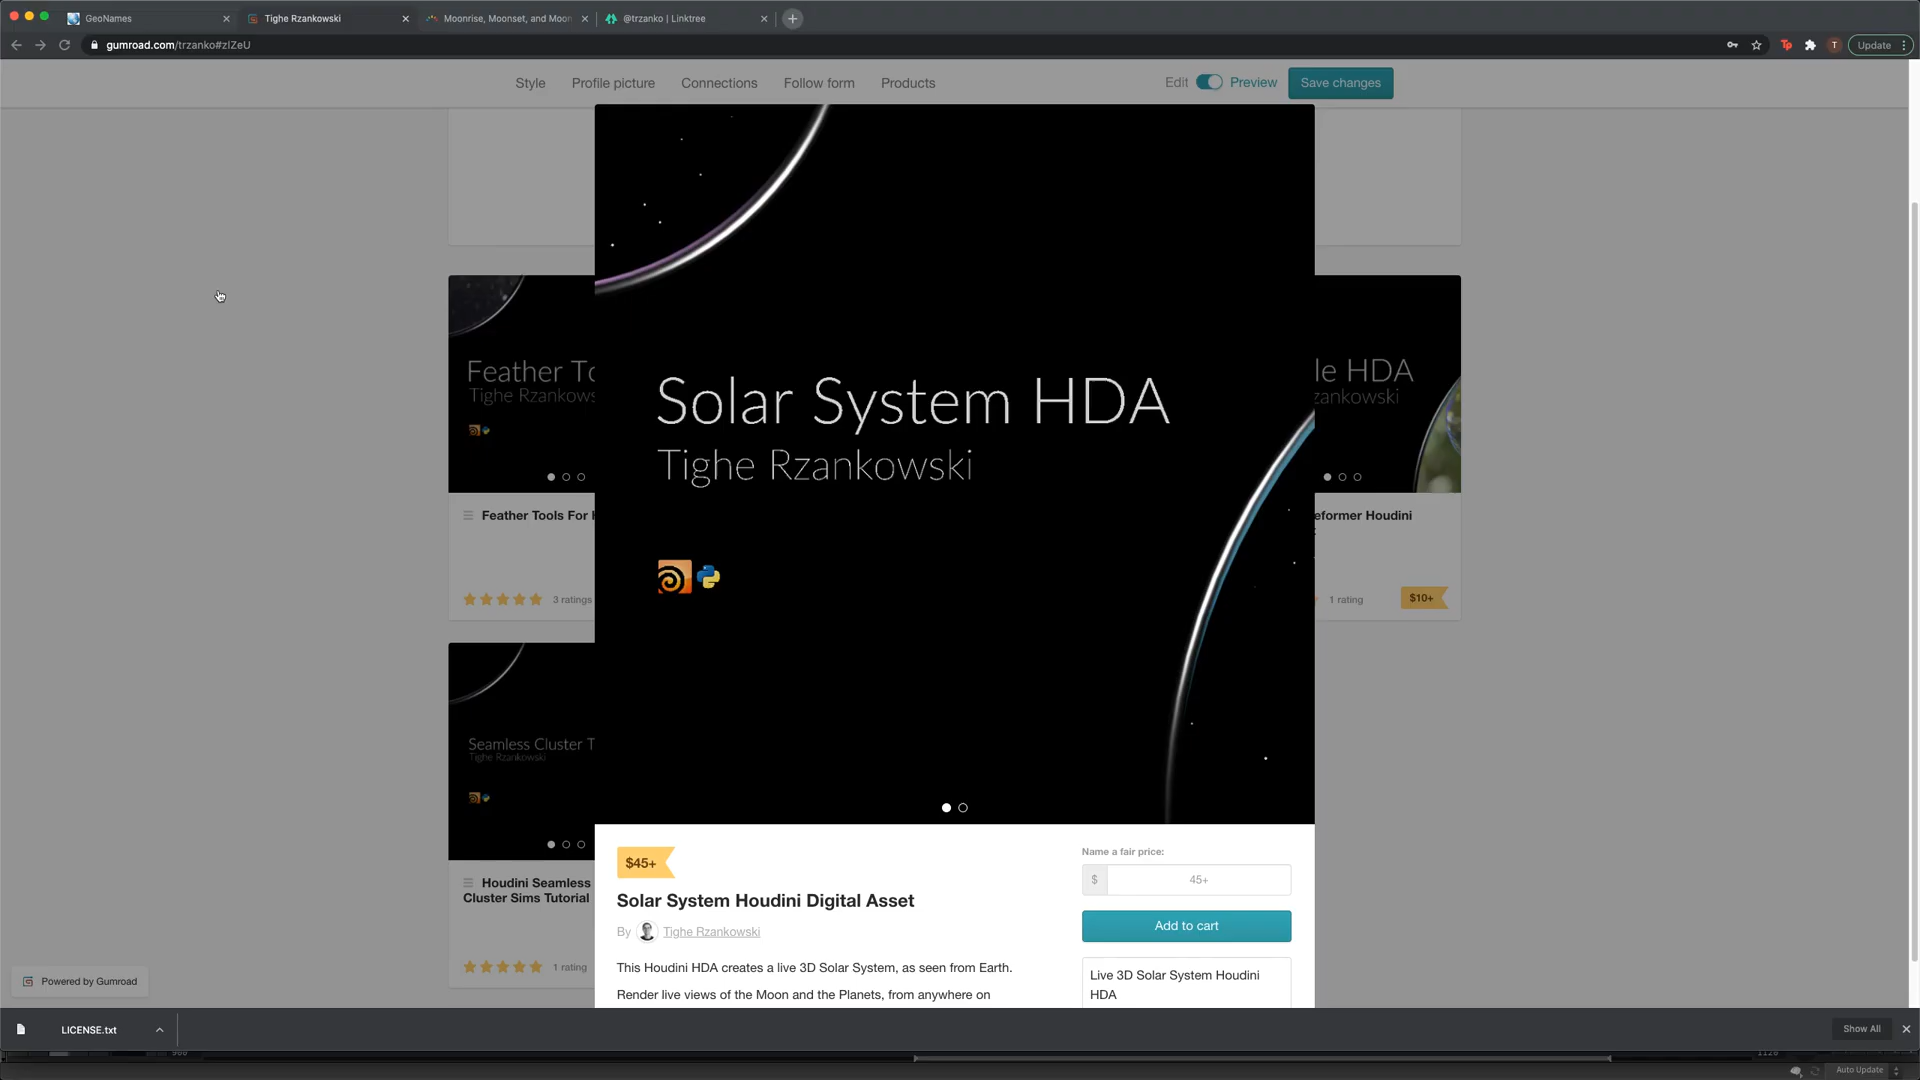 GeoNames
Tighe Rzankowski
Moonrise, Moonset, and Moon
@trzanko | Linktree
gumroad.com/trzanko#zIZeU
Tp
T
Update
Style
Profile picture
Connections
Follow form
Products
Edit
Preview
Save changes
Solar System HDA
Tighe Rzankowski
Feather To
Tighe Rzankows
le HDA
zankowski
Feather Tools For H
3 ratings
eformer Houdini
1 rating
$10+
Seamless Cluster T
Tighe Rzankowski
Houdini Seamless
Cluster Sims Tutorial
1 rating
$45+
Solar System Houdini Digital Asset
By Tighe Rzankowski
This Houdini HDA creates a live 3D Solar System, as seen from Earth.
Render live views of the Moon and the Planets, from anywhere on
Name a fair price:
$ 45+
Add to cart
Live 3D Solar System Houdini
HDA
Powered by Gumroad
LICENSE.txt
Show All
Auto Update